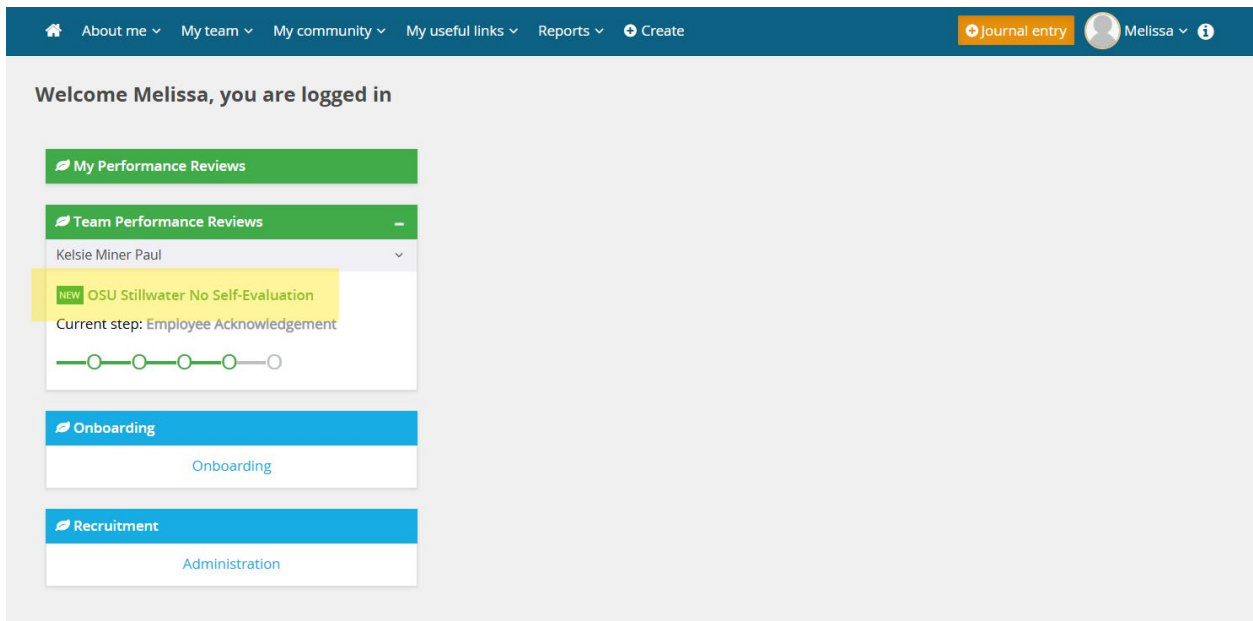 About me My team My community My useful links Reports Create Journal entry Melissa
Welcome Melissa, you are logged in
My Performance Reviews
Team Performance Reviews
Kelsie Miner Paul
NEW OSU Stillwater No Self-Evaluation
Current step: Employee Acknowledgement
Onboarding
Onboarding
Recruitment
Administration